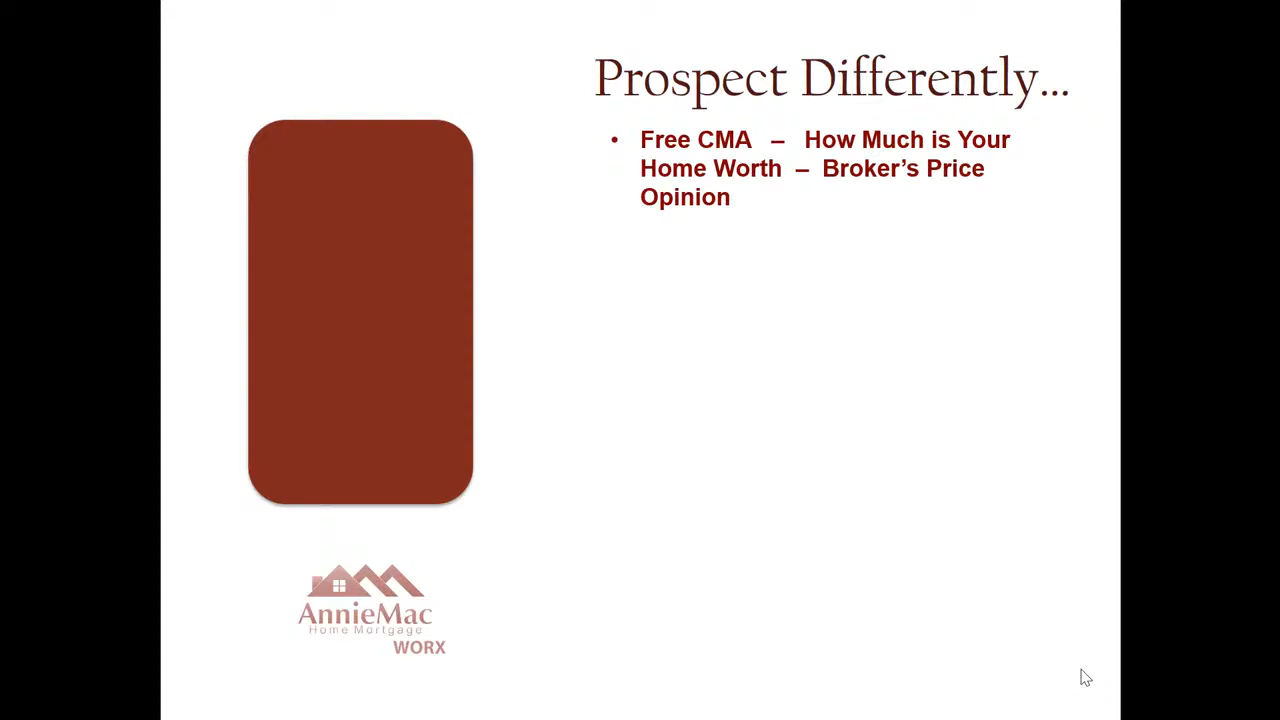 Prospect Differently...
• Free CMA – How Much is Your
Home Worth – Broker’s Price
Opinion
AnnieMac
Home Mortgage
WORX